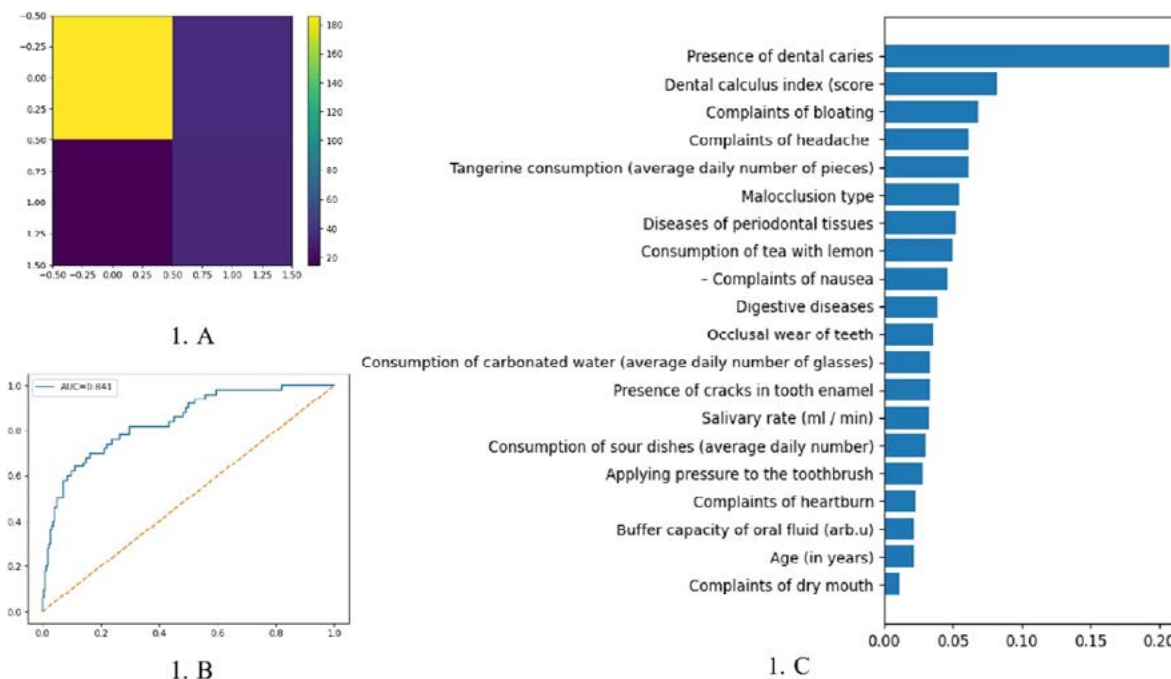 −0.50
−0.25
0.00
0.25
0.50
0.75
1.00
1.25
1.50
−0.50 −0.25 0.00 0.25 0.50 0.75 1.00 1.25 1.50
180
160
140
120
100
80
60
40
20
1. A
AUC=0.841
1.0
0.8
0.6
0.4
0.2
0.0
0.0 0.2 0.4 0.6 0.8 1.0
1. B
Presence of dental caries
Dental calculus index (score
Complaints of bloating
Complaints of headache
Tangerine consumption (average daily number of pieces)
Malocclusion type
Diseases of periodontal tissues
Consumption of tea with lemon
– Complaints of nausea
Digestive diseases
Occlusal wear of teeth
Consumption of carbonated water (average daily number of glasses)
Presence of cracks in tooth enamel
Salivary rate (ml / min)
Consumption of sour dishes (average daily number)
Applying pressure to the toothbrush
Complaints of heartburn
Buffer capacity of oral fluid (arb.u)
Age (in years)
Complaints of dry mouth
0.00 0.05 0.10 0.15 0.20
1. C